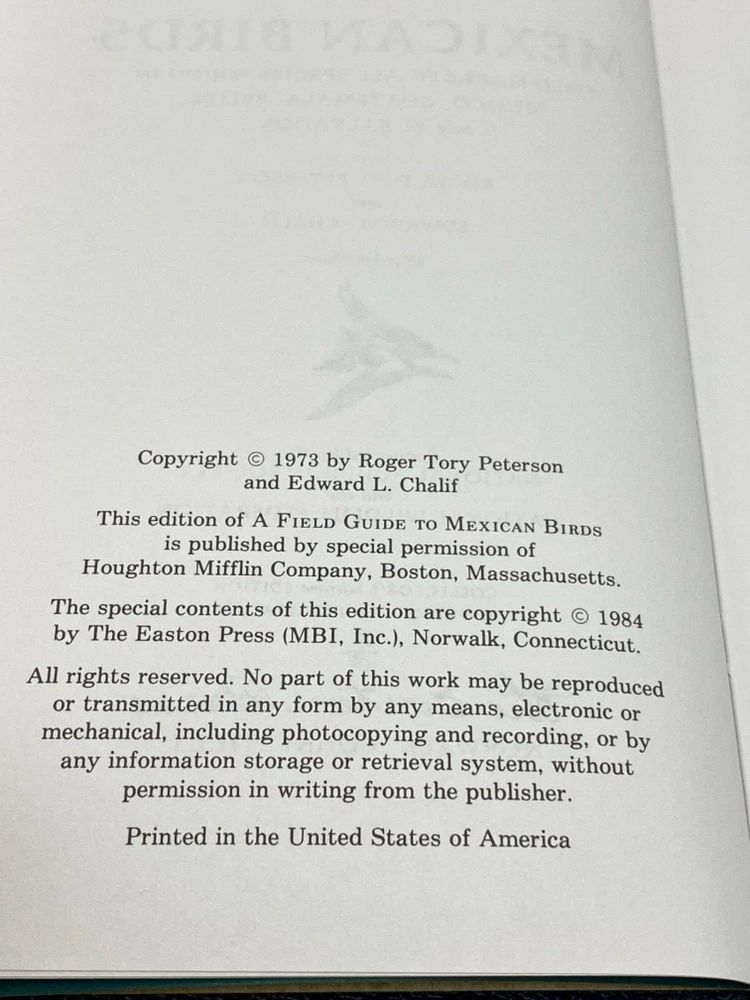 MEXICAN BIRDS
Copyright © 1973 by Roger Tory Peterson
and Edward L. Chalif
This edition of A FIELD GUIDE TO MEXICAN BIRDS
is published by special permission of
Houghton Mifflin Company, Boston, Massachusetts.
The special contents of this edition are copyright © 1984
by The Easton Press (MBI, Inc.), Norwalk, Connecticut.
All rights reserved. No part of this work may be reproduced
or transmitted in any form by any means, electronic or
mechanical, including photocopying and recording, or by
any information storage or retrieval system, without
permission in writing from the publisher.
Printed in the United States of America